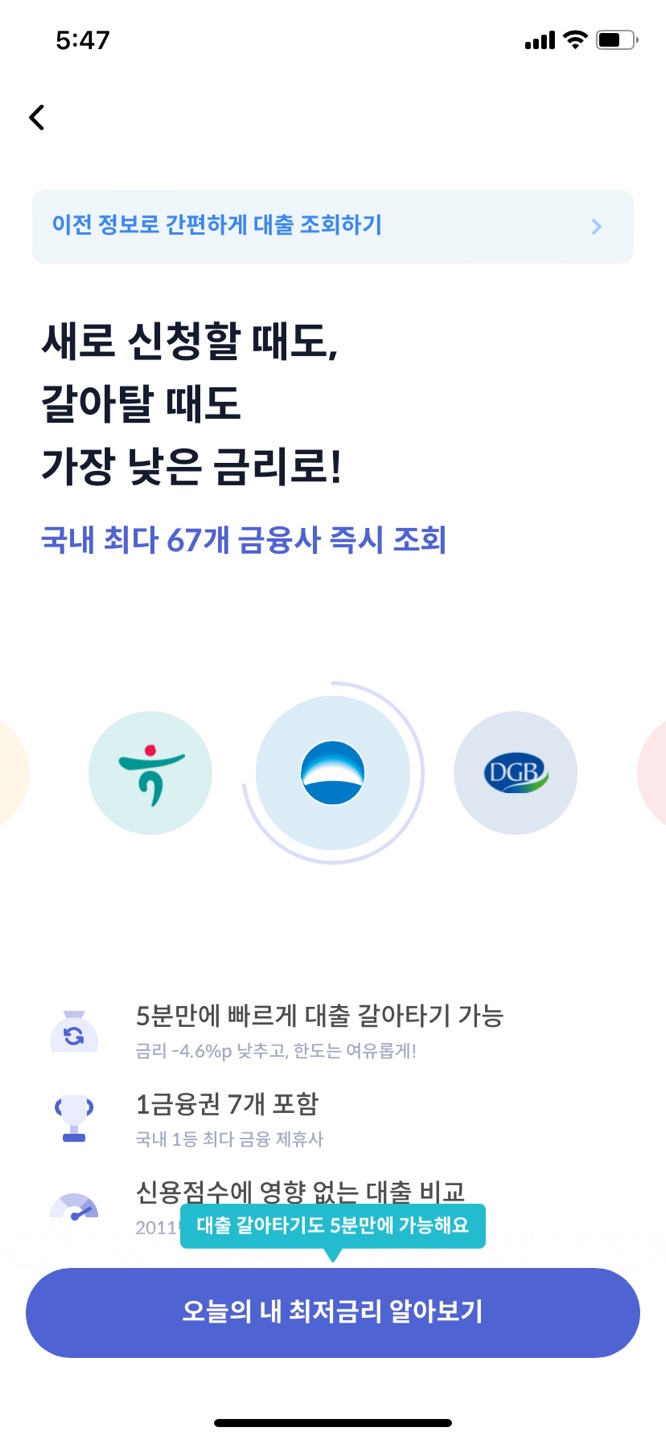 5:47
이전 정보로 간편하게 대출 조회하기
새로 신청할 때도,
갈아탈 때도
가장 낮은 금리로!
국내 최다 67개 금융사 즉시 조회
DGB
5분만에 빠르게 대출 갈아타기 가능
금리 -4.6%p 낮추고, 한도는 여유롭게!
1금융권 7개 포함
국내 1등 최다 금융 제휴사
신용점수에 영향 없는 대출 비교
2011
대출 갈아타기도 5분만에 가능해요
오늘의 내 최저금리 알아보기